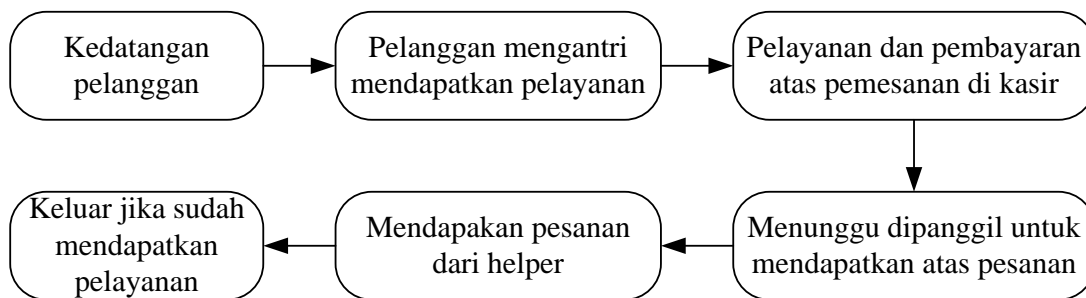 Kedatangan
pelanggan
Pelanggan mengantri
mendapatkan pelayanan
Pelayanan dan pembayaran
atas pemesanan di kasir
Menunggu dipanggil untuk
mendapatkan atas pesanan
Mendapakan pesanan
dari helper
Keluar jika sudah
mendapatkan
pelayanan